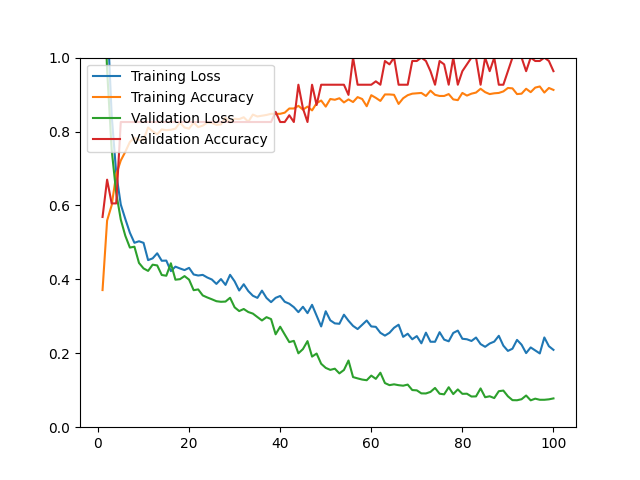 1.0
0.8
0.6
0.4
0.2
0.0
Training Loss
Training Accuracy
Validation Loss
Validation Accuracy
0 20 40 60 80 100